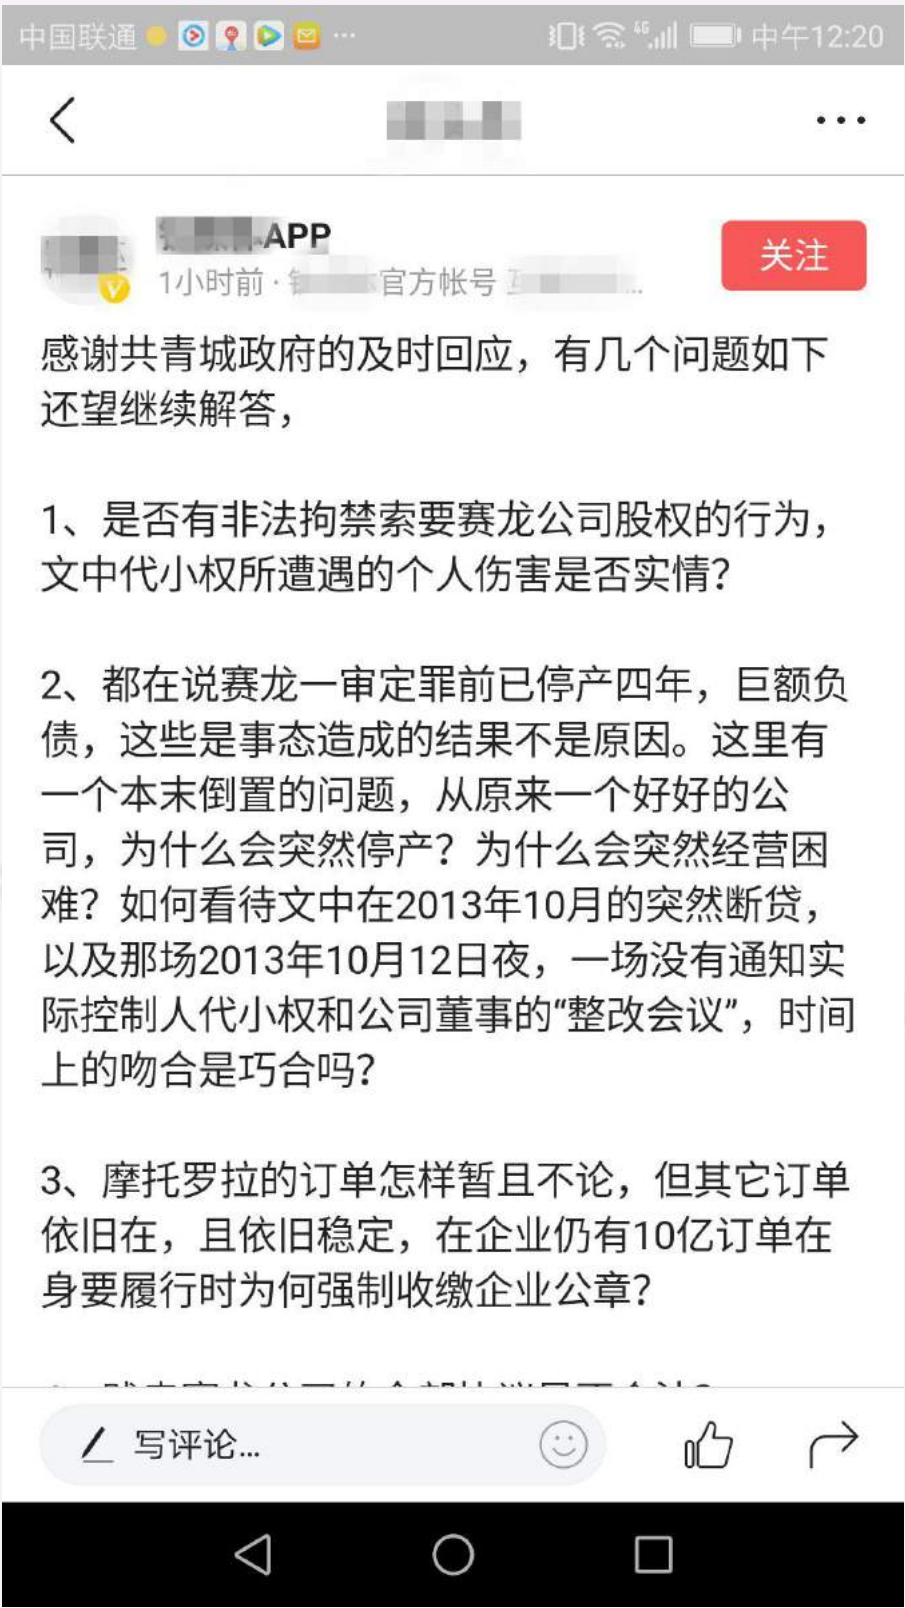 中国联通 ··· 4G 中午12:20
APP
1小时前 · 官方帐号 ...
关注
感谢共青城政府的及时回应，有几个问题如下
还望继续解答，
1、是否有非法拘禁索要赛龙公司股权的行为，
文中代小权所遭遇的个人伤害是否实情？
2、都在说赛龙一审定罪前已停产四年，巨额负
债，这些是事态造成的结果不是原因。这里有
一个本末倒置的问题，从原来一个好好的公
司，为什么会突然停产？为什么会突然经营困
难？如何看待文中在2013年10月的突然断贷，
以及那场2013年10月12日夜，一场没有通知实
际控制人代小权和公司董事的“整改会议”，时间
上的吻合是巧合吗？
3、摩托罗拉的订单怎样暂且不论，但其它订单
依旧在，且依旧稳定，在企业仍有10亿订单在
身要履行时为何强制收缴企业公章？
写评论...